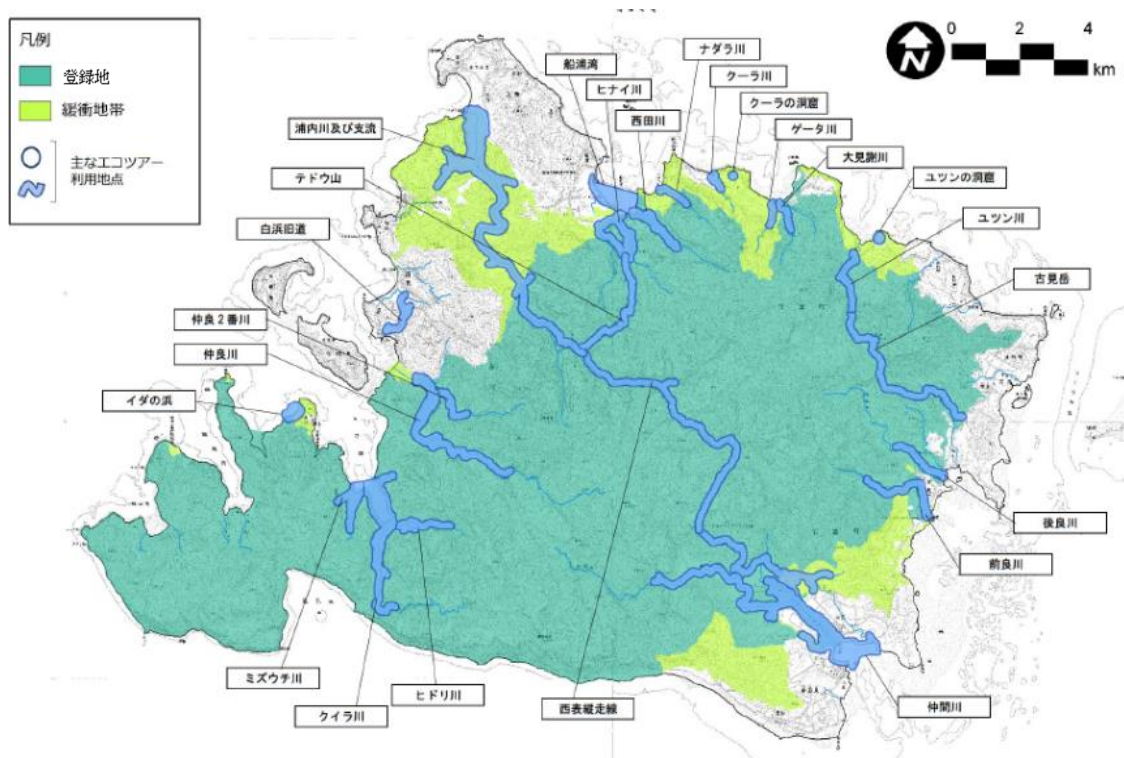 凡例
登録地
緩衝地帯
主なエコツアー
利用地点
N
0 2 4
km
船浦湾
ナダラ川
ヒナイ川
クーラ川
西田川
クーラの洞窟
ゲータ川
大見謝川
浦内川及び支流
テドウ山
ユツンの洞窟
ユツン川
白浜旧道
古見岳
仲良2番川
仲良川
イダの浜
後良川
前良川
ミズウチ川
ヒドリ川
クイラ川
西表縦走線
仲間川